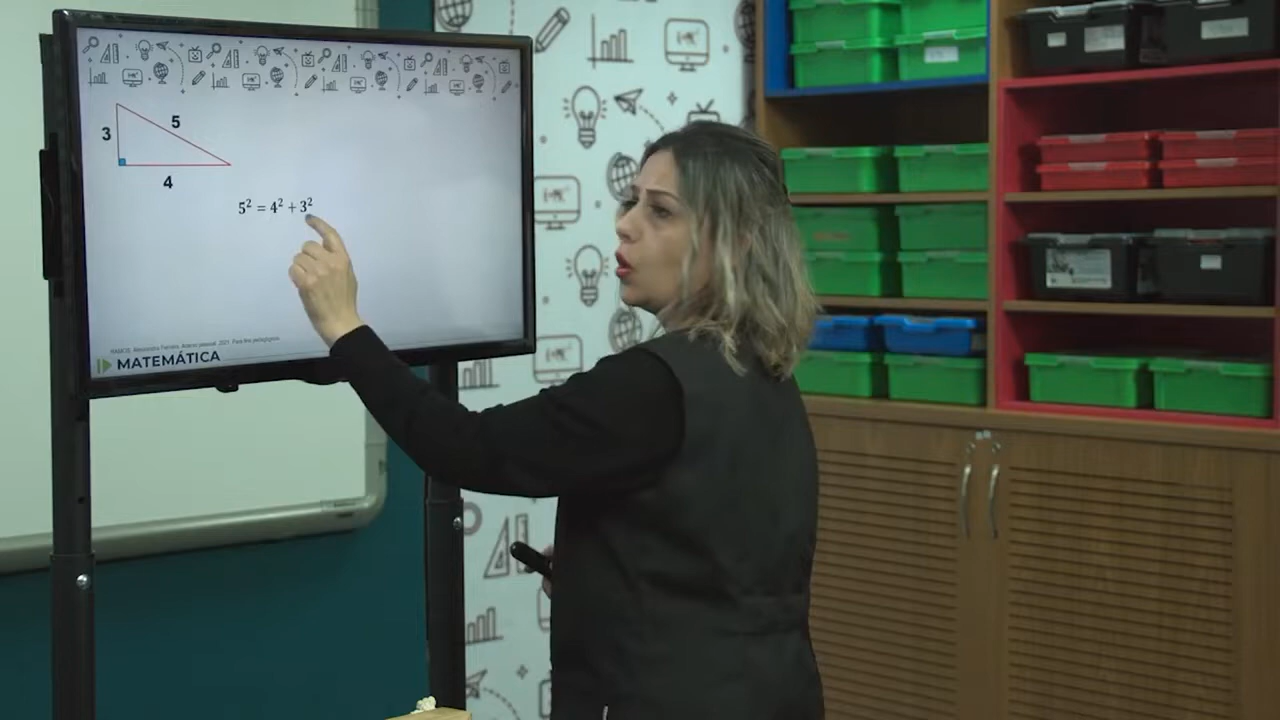 3
5
4
5² = 4² + 3²
MATEMÁTICA